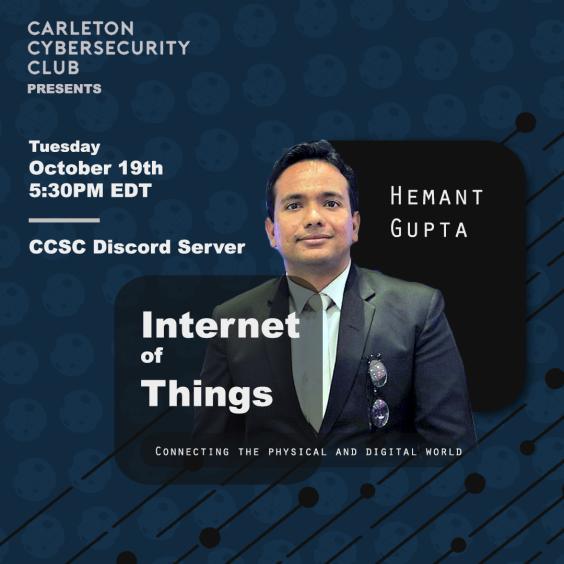 CARLETON
CYBERSECURITY
CLUB
PRESENTS
Tuesday
October 19th
5:30PM EDT
CCSC Discord Server
HEMANT
GUPTA
Internet
of
Things
CONNECTING THE PHYSICAL AND DIGITAL WORLD